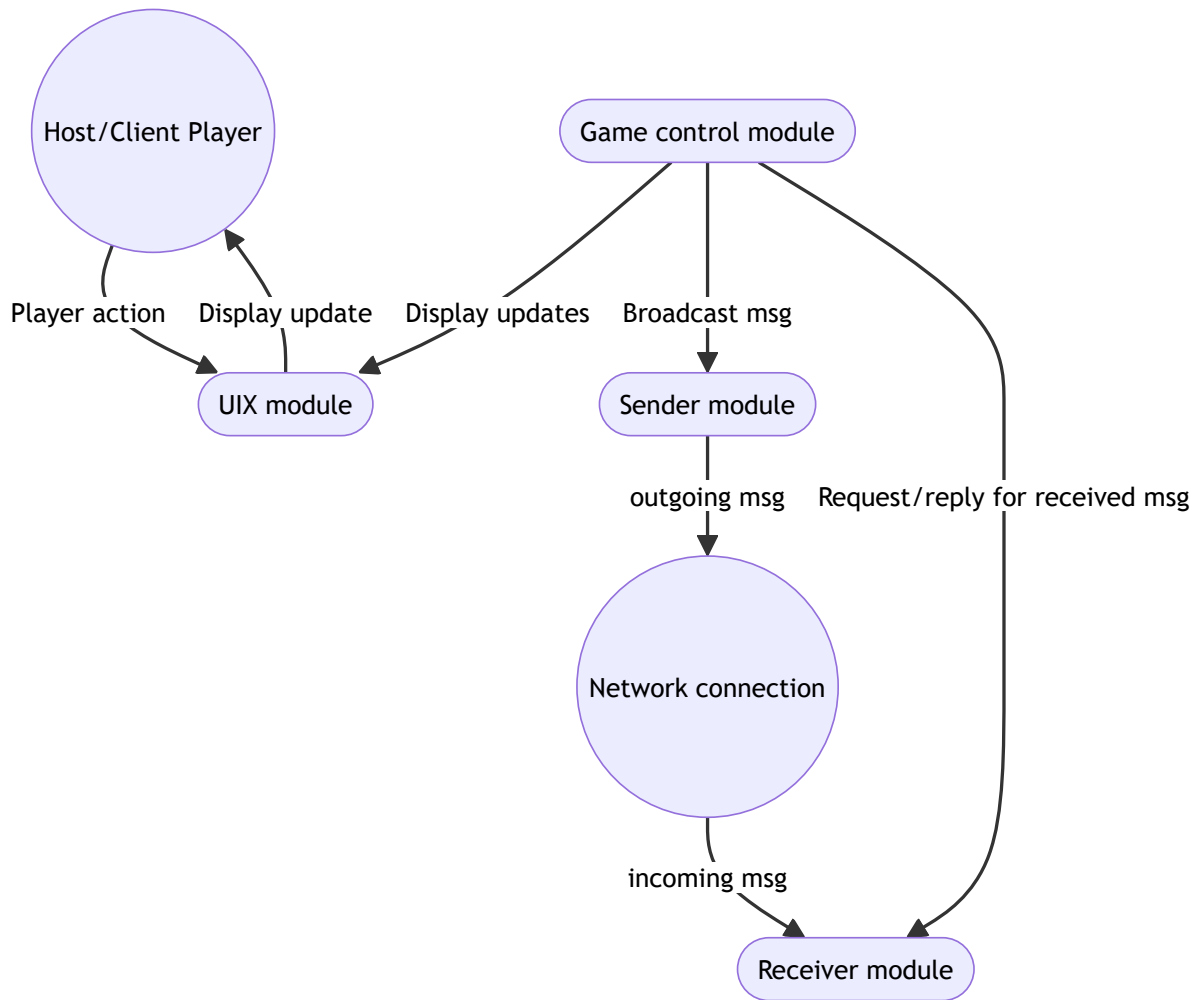 Host/Client Player
Game control module
Player action
Display update
Display updates
Broadcast msg
UIX module
Sender module
outgoing msg
Request/reply for received msg
Network connection
incoming msg
Receiver module